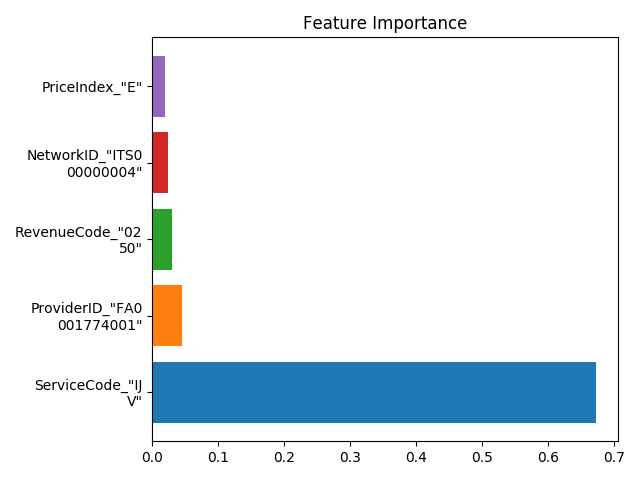 Feature Importance
PriceIndex_"E"
NetworkID_"ITS0
00000004"
RevenueCode_"02
50"
ProviderID_"FA0
001774001"
ServiceCode_"IJ
V"
0.0 0.1 0.2 0.3 0.4 0.5 0.6 0.7